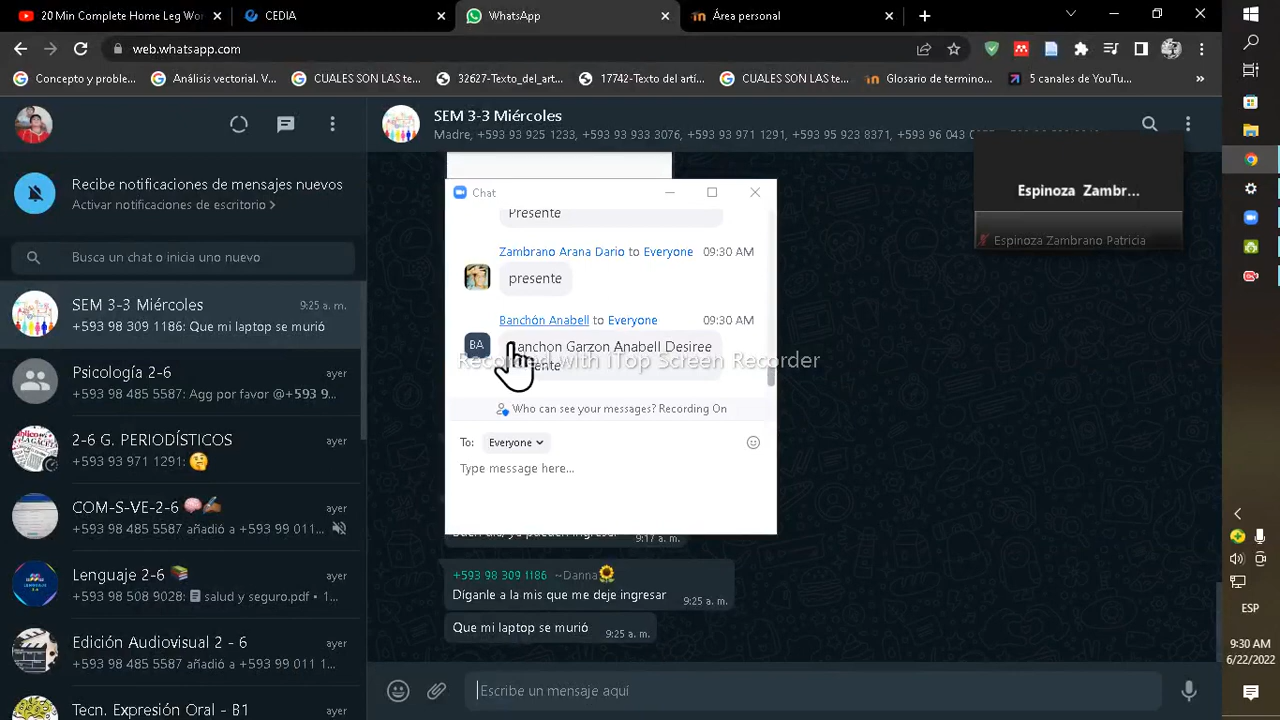 20 Min Complete Home Leg Wor
CEDIA
WhatsApp
Área personal
web.whatsapp.com
Concepto y proble...
Análisis vectorial. V...
CUALES SON LAS te...
32627-Texto_del_art...
17742-Texto del artí...
CUALES SON LAS te...
Glosario de termino...
5 canales de YouTu...
SEM 3-3 Miércoles
Madre, +593 93 925 1233, +593 93 933 3076, +593 93 971 1291, +593 95 923 8371, +593 96 043
Recibe notificaciones de mensajes nuevos
Activar notificaciones de escritorio >
Busca un chat o inicia uno nuevo
SEM 3-3 Miércoles
9:25 a. m.
+593 98 309 1186: Que mi laptop se murió
Psicología 2-6
ayer
+593 98 485 5587: Agg por favor @+593 9...
2-6 G. PERIODÍSTICOS
ayer
+593 93 971 1291:
COM-S-VE-2-6
ayer
+593 98 485 5587 añadió a +593 99 011...
Lenguaje 2-6
ayer
+593 98 508 9028: salud y seguro.pdf • 1...
Edición Audiovisual 2 - 6
ayer
+593 98 485 5587 añadió a +593 99 011 3...
Tecn. Expresión Oral - B1
ayer
Chat
Presente
Zambrano Arana Dario to Everyone 09:30 AM
presente
Banchón Anabell to Everyone 09:30 AM
BA
Garzon Anabell Desiree
Recorded with iTop Screen Recorder
Who can see your messages? Recording On
To: Everyone
Type message here...
9:17 a. m.
+593 98 309 1186 ~Danna
Díganle a la mis que me deje ingresar
9:25 a. m.
Que mi laptop se murió
9:25 a. m.
Escribe un mensaje aquí
Espinoza Zambr...
Espinoza Zambrano Patricia
ESP
9:30 AM
6/22/2022